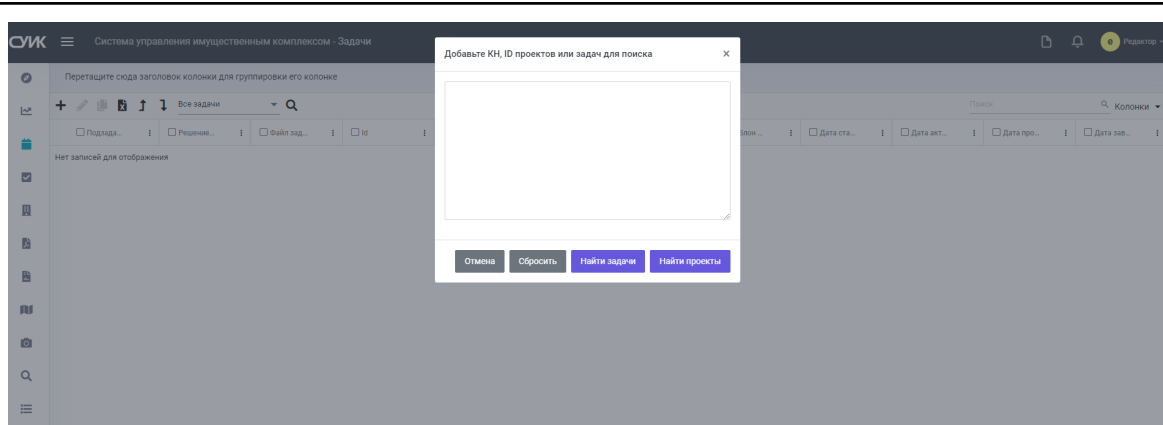 СУИК Система управления имущественным комплексом - Задачи
е Редактор
Добавьте КН, ID проектов или задач для поиска ×
Перетащите сюда заголовок колонки для группировки его колонке
Все задачи
Поиск Колонки
Подзада... Решение... Файл зад... Id блон ... Дата ста... Дата акт... Дата про... Дата зав...
Нет записей для отображения
Отмена Сбросить Найти задачи Найти проекты